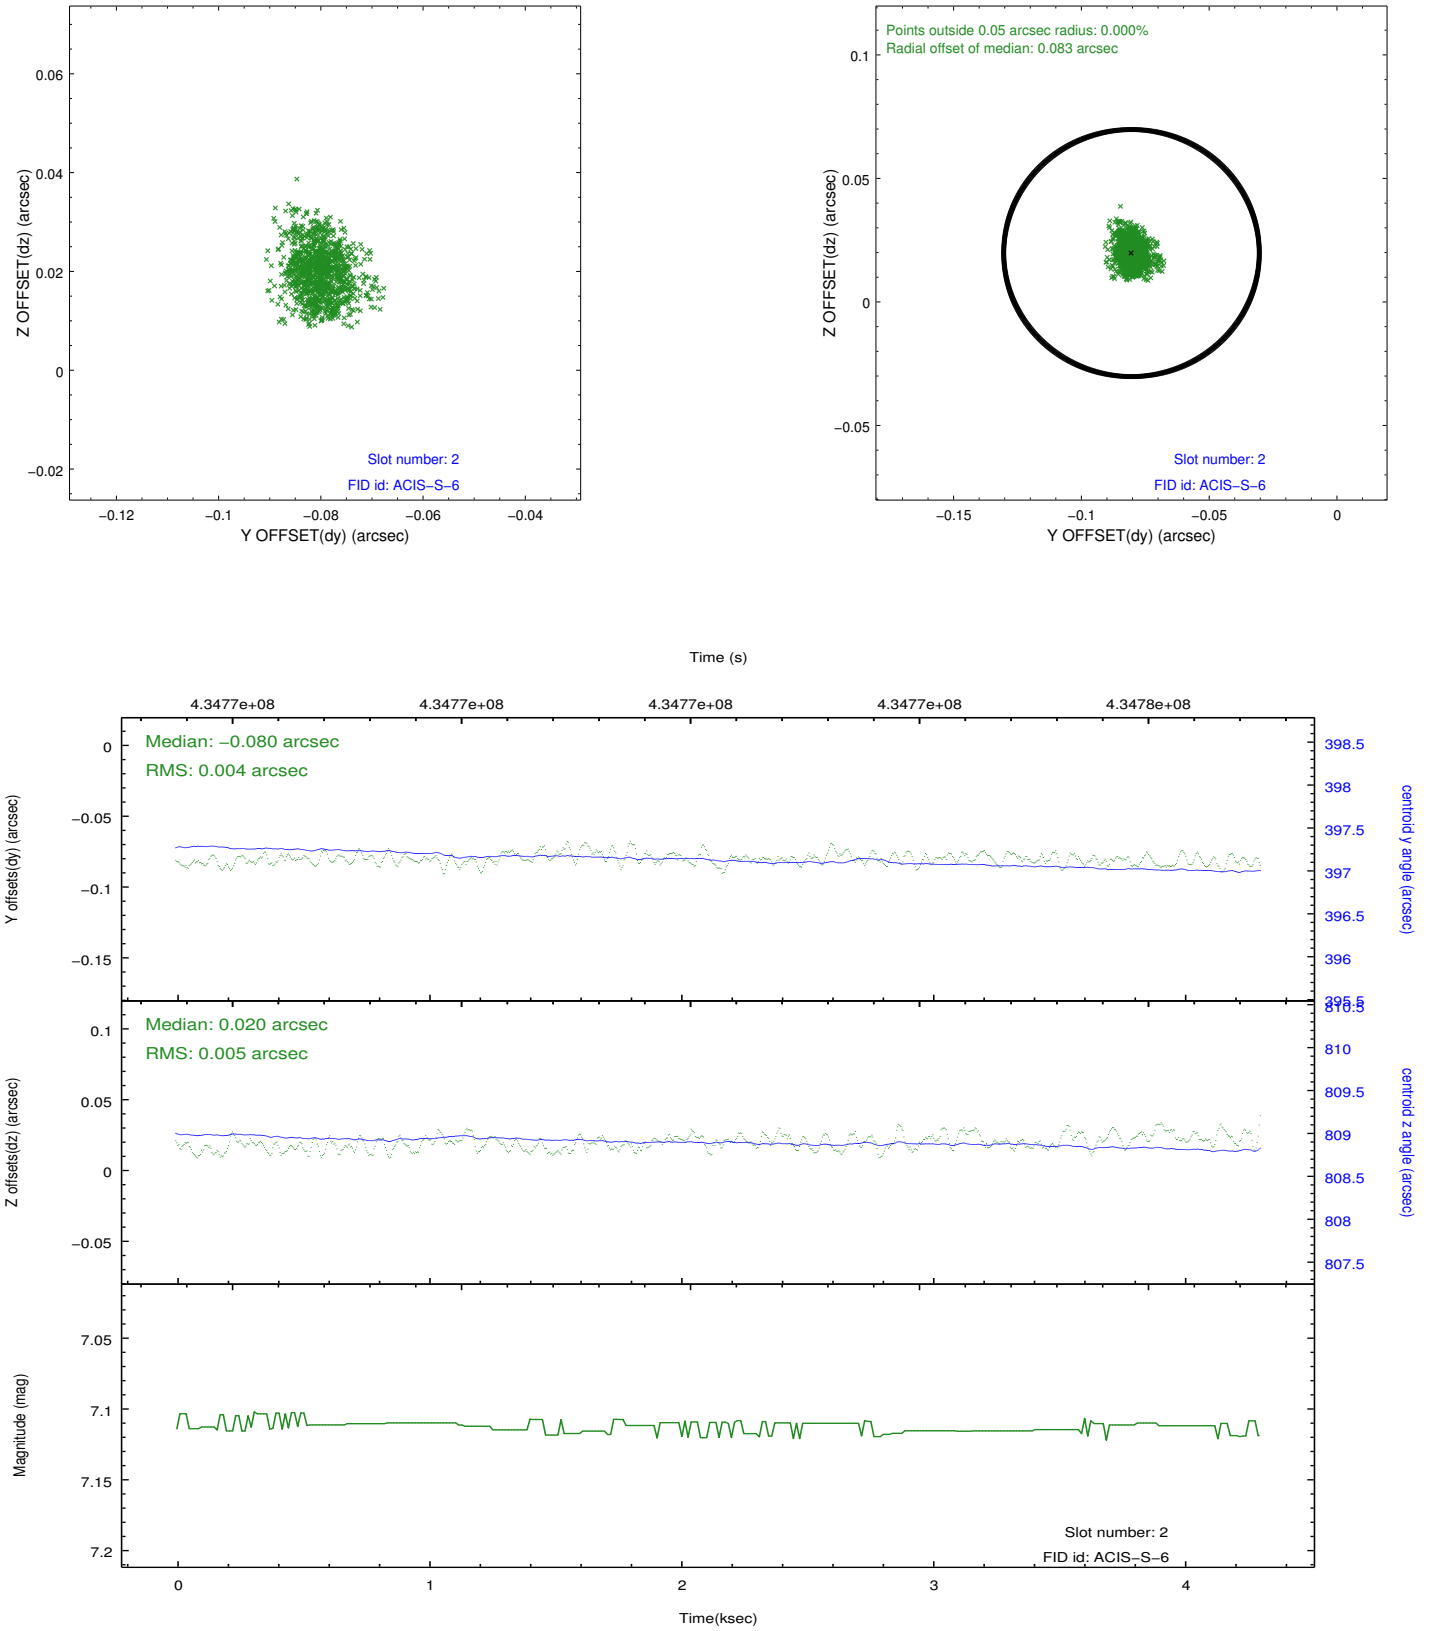 0.06
0.04
0.02
0
−0.02
−0.12
−0.1
−0.08
−0.06
−0.04
Z OFFSET(dz) (arcsec)
Y OFFSET(dy) (arcsec)
Slot number: 2
FID id: ACIS−S−6
Points outside 0.05 arcsec radius: 0.000%
Radial offset of median: 0.083 arcsec
0.1
0.05
0
−0.05
−0.15
−0.1
−0.05
0
Z OFFSET(dz) (arcsec)
Y OFFSET(dy) (arcsec)
Slot number: 2
FID id: ACIS−S−6
Time (s)
4.3477e+08
4.3477e+08
4.3477e+08
4.3477e+08
4.3478e+08
Median: −0.080 arcsec
RMS: 0.004 arcsec
0
−0.05
−0.1
−0.15
Y offsets(dy) (arcsec)
398.5
398
397.5
397
396.5
396
395.5
centroid y angle (arcsec)
Median: 0.020 arcsec
RMS: 0.005 arcsec
0.1
0.05
0
−0.05
Z offsets(dz) (arcsec)
810.5
810
809.5
809
808.5
808
807.5
centroid z angle (arcsec)
7.05
7.1
7.15
7.2
Magnitude (mag)
Slot number: 2
FID id: ACIS−S−6
0
1
2
3
4
Time(ksec)